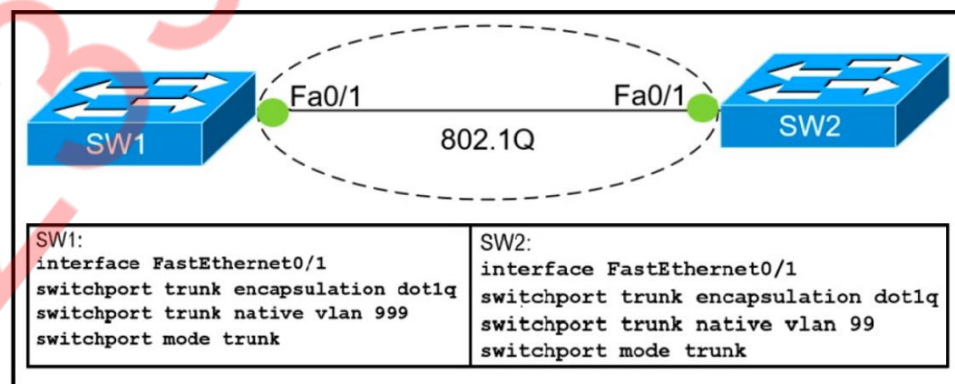 Fa0/1
Fa0/1
SW1
802.1Q
SW2
SW1:
interface FastEthernet0/1
switchport trunk encapsulation dot1q
switchport trunk native vlan 999
switchport mode trunk
SW2:
interface FastEthernet0/1
switchport trunk encapsulation dot1q
switchport trunk native vlan 99
switchport mode trunk